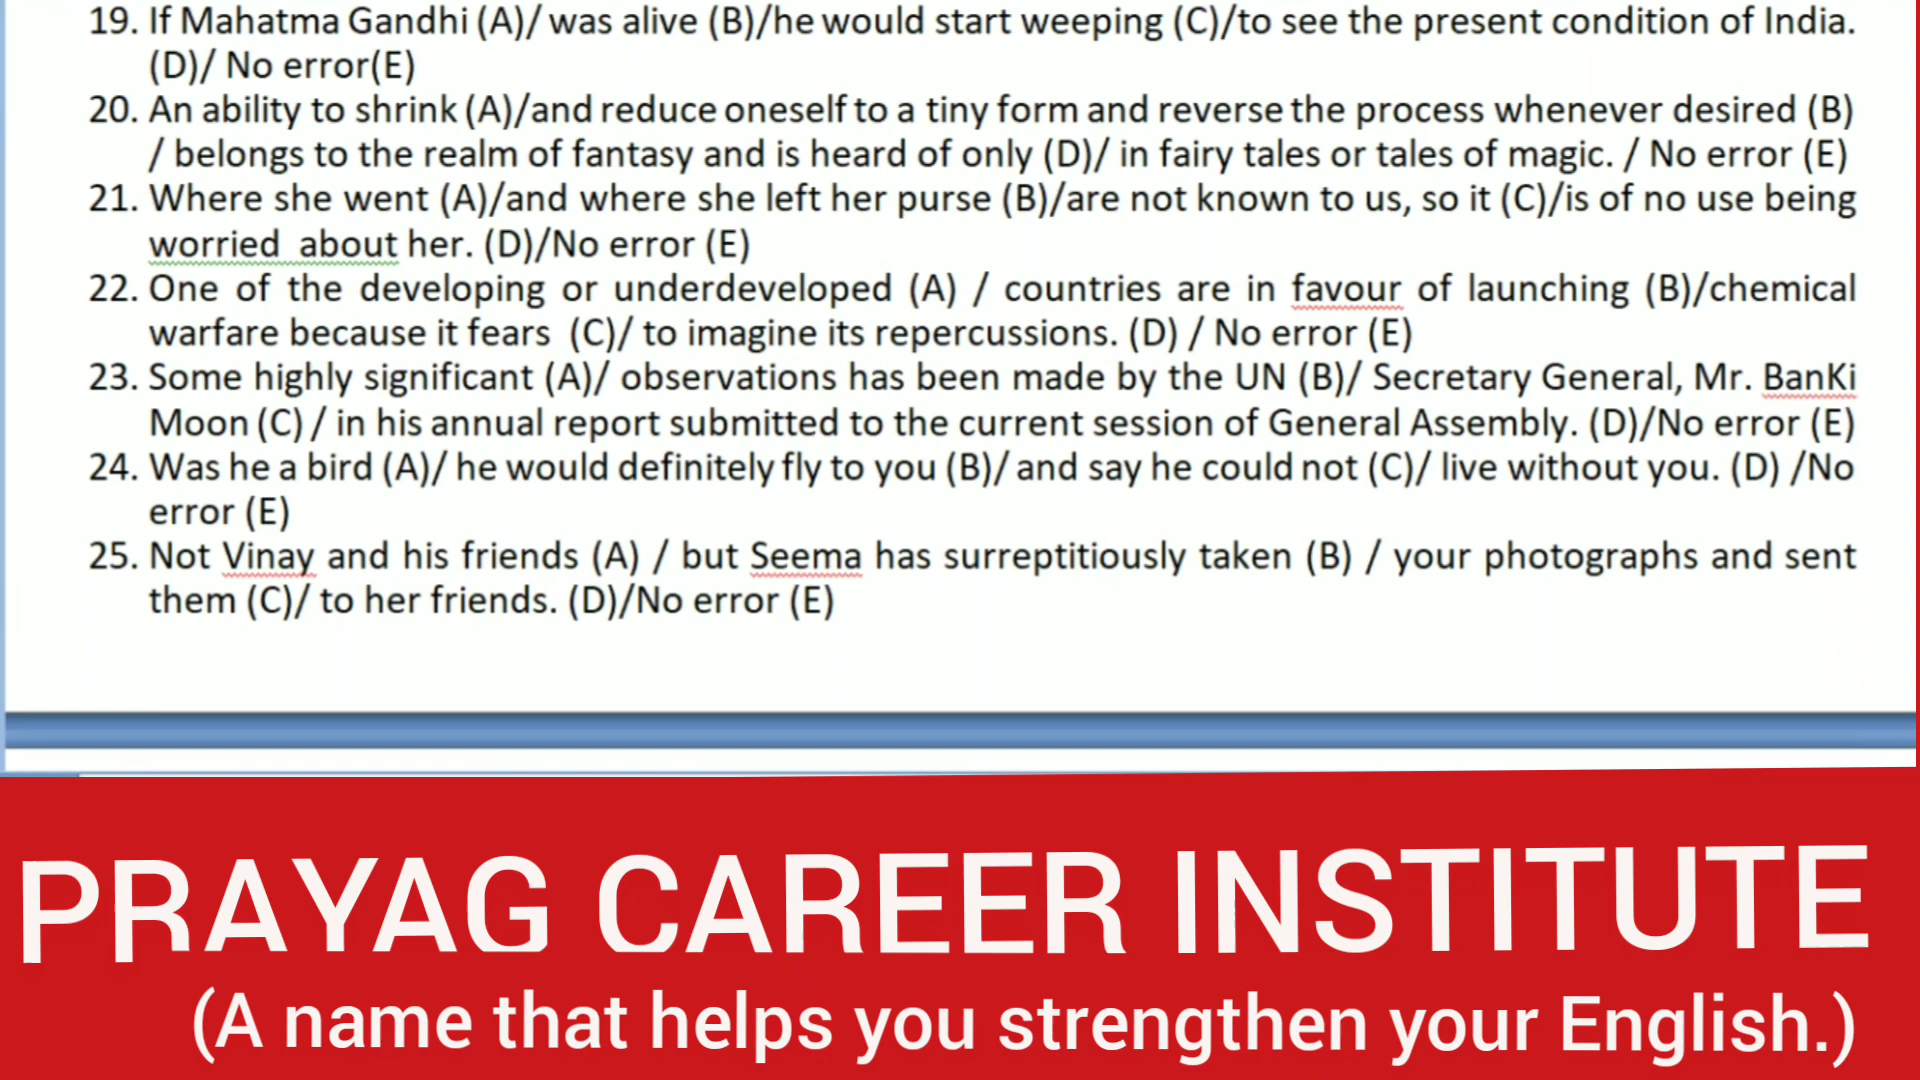 19. If Mahatma Gandhi (A)/ was alive (B)/he would start weeping (C)/to see the present condition of India.
(D)/ No error(E)
20. An ability to shrink (A)/and reduce oneself to a tiny form and reverse the process whenever desired (B)
/ belongs to the realm of fantasy and is heard of only (D)/ in fairy tales or tales of magic. / No error (E)
21. Where she went (A)/and where she left her purse (B)/are not known to us, so it (C)/is of no use being
worried about her. (D)/No error (E)
22. One of the developing or underdeveloped (A) / countries are in favour of launching (B)/chemical
warfare because it fears (C)/ to imagine its repercussions. (D) / No error (E)
23. Some highly significant (A)/ observations has been made by the UN (B)/ Secretary General, Mr. BanKi
Moon (C) / in his annual report submitted to the current session of General Assembly. (D)/No error (E)
24. Was he a bird (A)/ he would definitely fly to you (B)/ and say he could not (C)/ live without you. (D) /No
error (E)
25. Not Vinay and his friends (A) / but Seema has surreptitiously taken (B) / your photographs and sent
them (C)/ to her friends. (D)/No error (E)
PRAYAG CAREER INSTITUTE
(A name that helps you strengthen your English.)